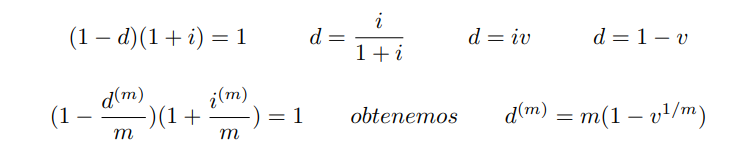 (1 − d)(1 + i) = 1 d = i/(1 + i) d = iv d = 1 − v
(1 − d^(m)/m)(1 + i^(m)/m) = 1 obtenemos d^(m) = m(1 − v^1/m)